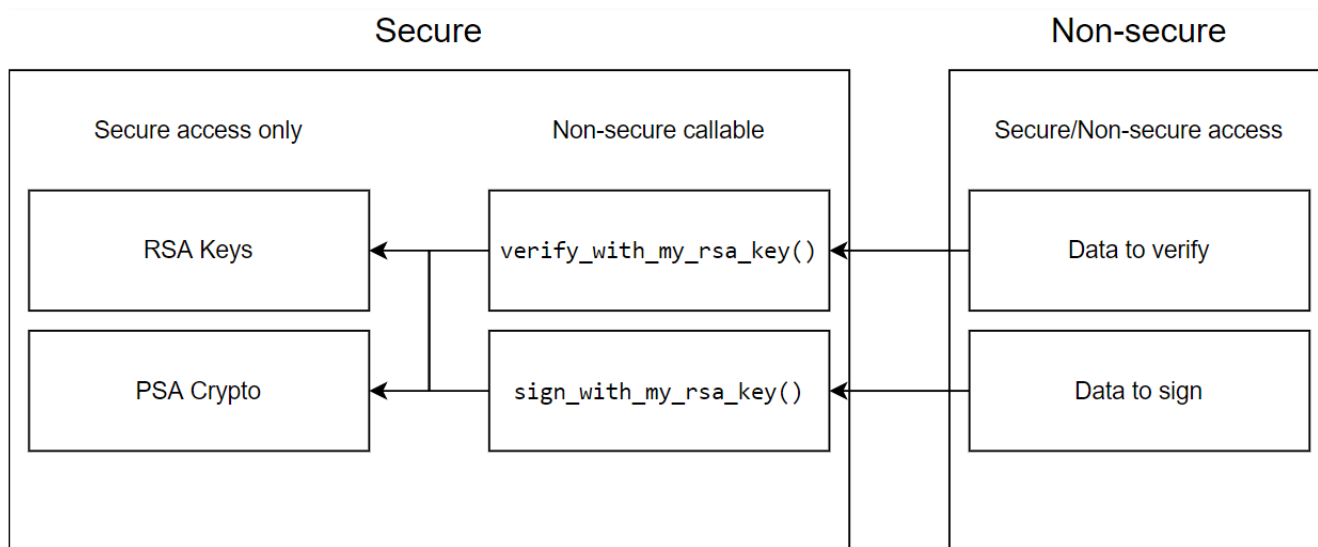 Secure
Non-secure
Secure access only
Non-secure callable
Secure/Non-secure access
RSA Keys
verify_with_my_rsa_key()
Data to verify
PSA Crypto
sign_with_my_rsa_key()
Data to sign